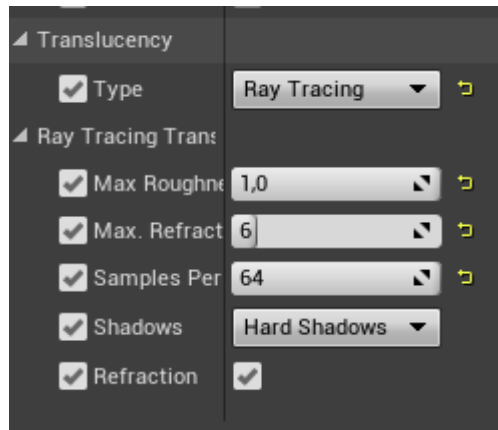 Translucency
Type Ray Tracing
Ray Tracing Trans
Max Roughne 1,0
Max. Refract 6
Samples Per 64
Shadows Hard Shadows
Refraction